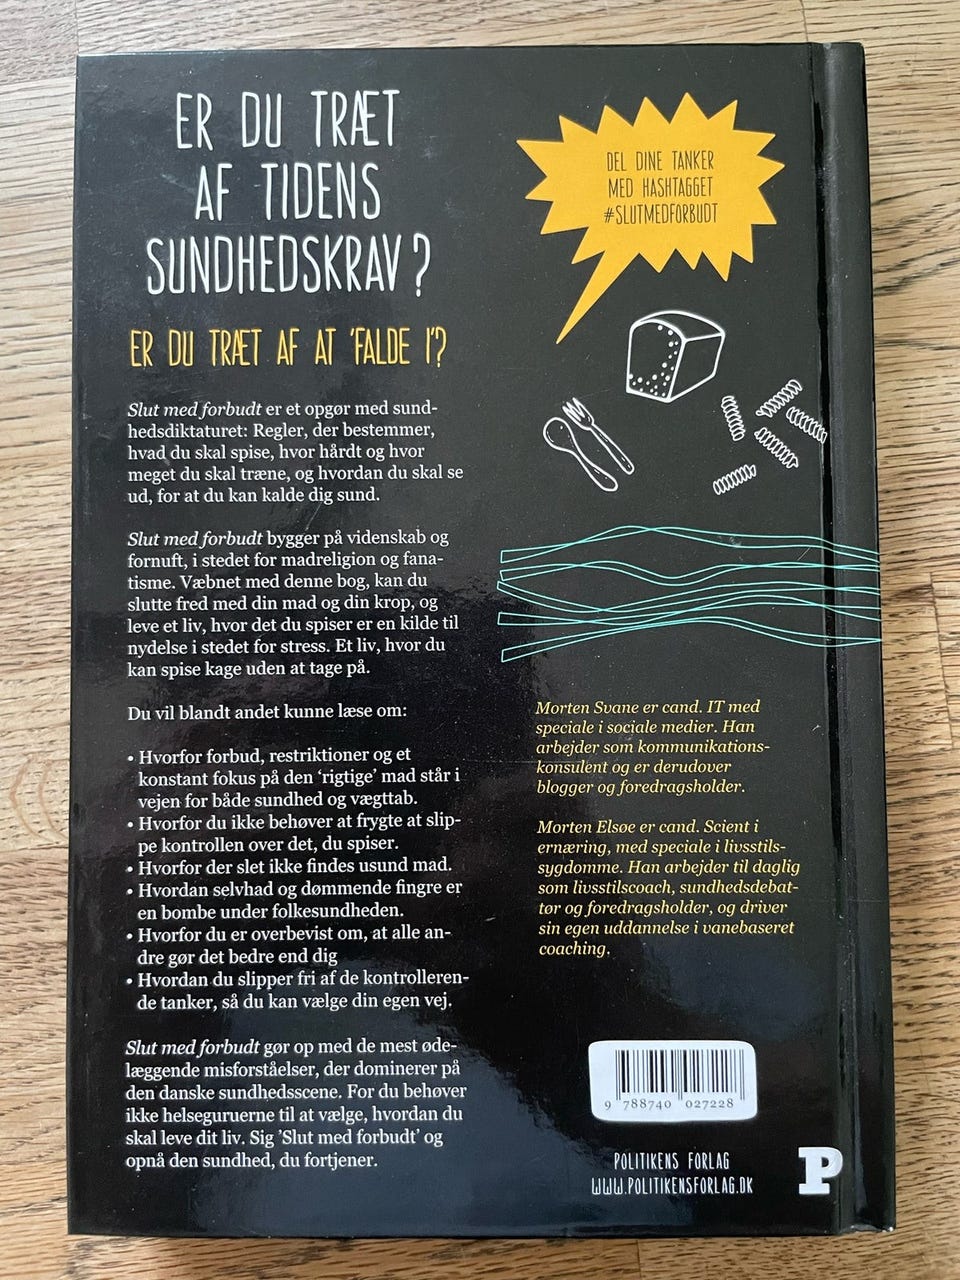 ER DU TRÆT
AF TIDENS
SUNDHEDSKRAV?
ER DU TRÆT AF AT 'FALDE I'?
Slut med forbudt er et opgør med sund-
hedsdiktaturet: Regler, der bestemmer,
hvad du skal spise, hvor hårdt og hvor
meget du skal træne, og hvordan du skal se
ud, for at du kan kalde dig sund.
Slut med forbudt bygger på videnskab og
fornuft, i stedet for madreligion og fana-
tisme. Væbnet med denne bog, kan du
slutte fred med din mad og din krop, og
leve et liv, hvor det du spiser er en kilde til
nydelse i stedet for stress. Et liv, hvor du
kan spise kage uden at tage på.
Du vil blandt andet kunne læse om:
• Hvorfor forbud, restriktioner og et
konstant fokus på den 'rigtige' mad står i
vejen for både sundhed og vægttab.
• Hvorfor du ikke behøver at frygte at slip-
pe kontrollen over det, du spiser.
• Hvorfor der slet ikke findes usund mad.
• Hvordan selvhad og dømmende fingre er
en bombe under folkesundheden.
• Hvorfor du er overbevist om, at alle an-
dre gør det bedre end dig
• Hvordan du slipper fri af de kontrolleren-
de tanker, så du kan vælge din egen vej.
Slut med forbudt gør op med de mest øde-
læggende misforståelser, der dominerer på
den danske sundhedsscene. For du behøver
ikke helseguruerne til at vælge, hvordan du
skal leve dit liv. Sig 'Slut med forbudt' og
opnå den sundhed, du fortjener.
DEL DINE TANKER
MED HASHTAGGET
#SLUTMEDFORBUDT
Morten Svane er cand. IT med
speciale i sociale medier. Han
arbejder som kommunikations-
konsulent og er derudover
blogger og foredragsholder.
Morten Elsøe er cand. Scient i
ernæring, med speciale i livsstils-
sygdomme. Han arbejder til daglig
som livsstilscoach, sundhedsdebat-
tør og foredragsholder, og driver
sin egen uddannelse i vanebaseret
coaching.
9 788740 027228
POLITIKENS FORLAG
WWW.POLITIKENSFORLAG.DK
P